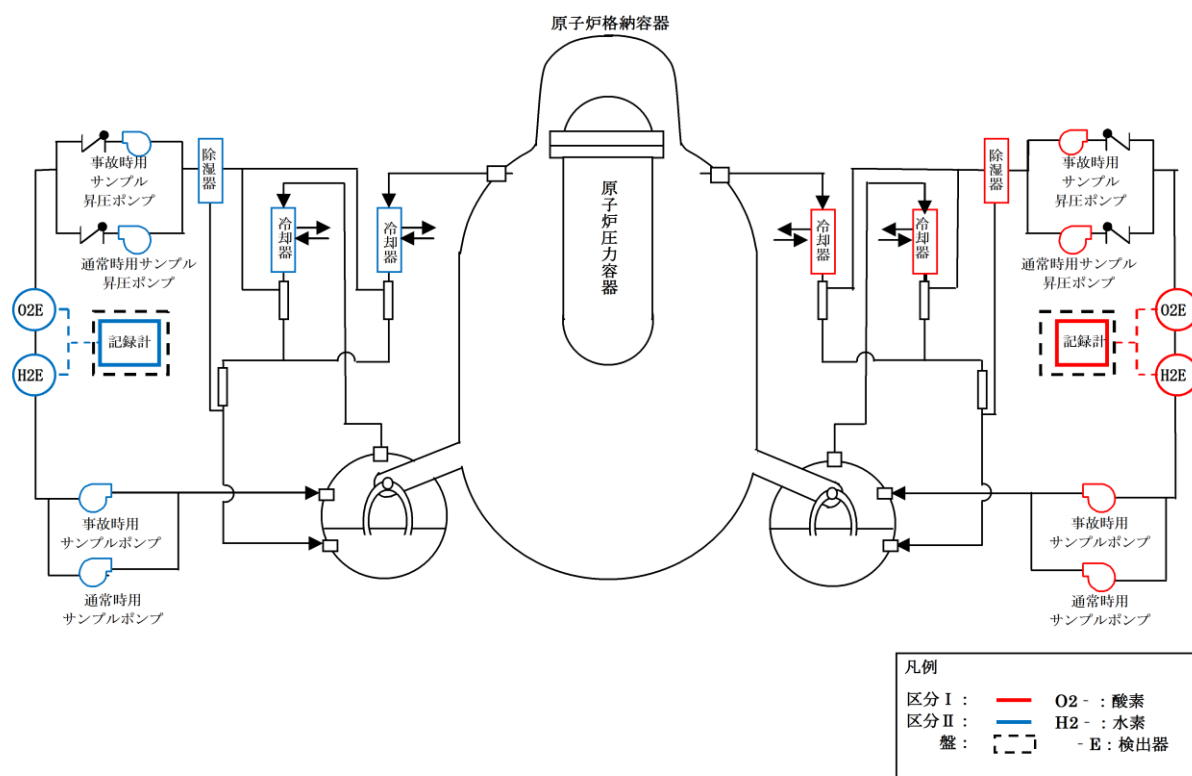 原子炉格納容器
原子炉圧力容器
事故時用
サンプル
昇圧ポンプ
通常時用サンプル
昇圧ポンプ
除湿器
冷却器
冷却器
O2E
H2E
記録計
事故時用
サンプルポンプ
通常時用
サンプルポンプ
冷却器
冷却器
除湿器
事故時用
サンプル
昇圧ポンプ
通常時用サンプル
昇圧ポンプ
記録計
O2E
H2E
事故時用
サンプルポンプ
通常時用
サンプルポンプ
凡例
区分Ⅰ： O2‐：酸素
区分Ⅱ： H2‐：水素
盤： ‐E：検出器